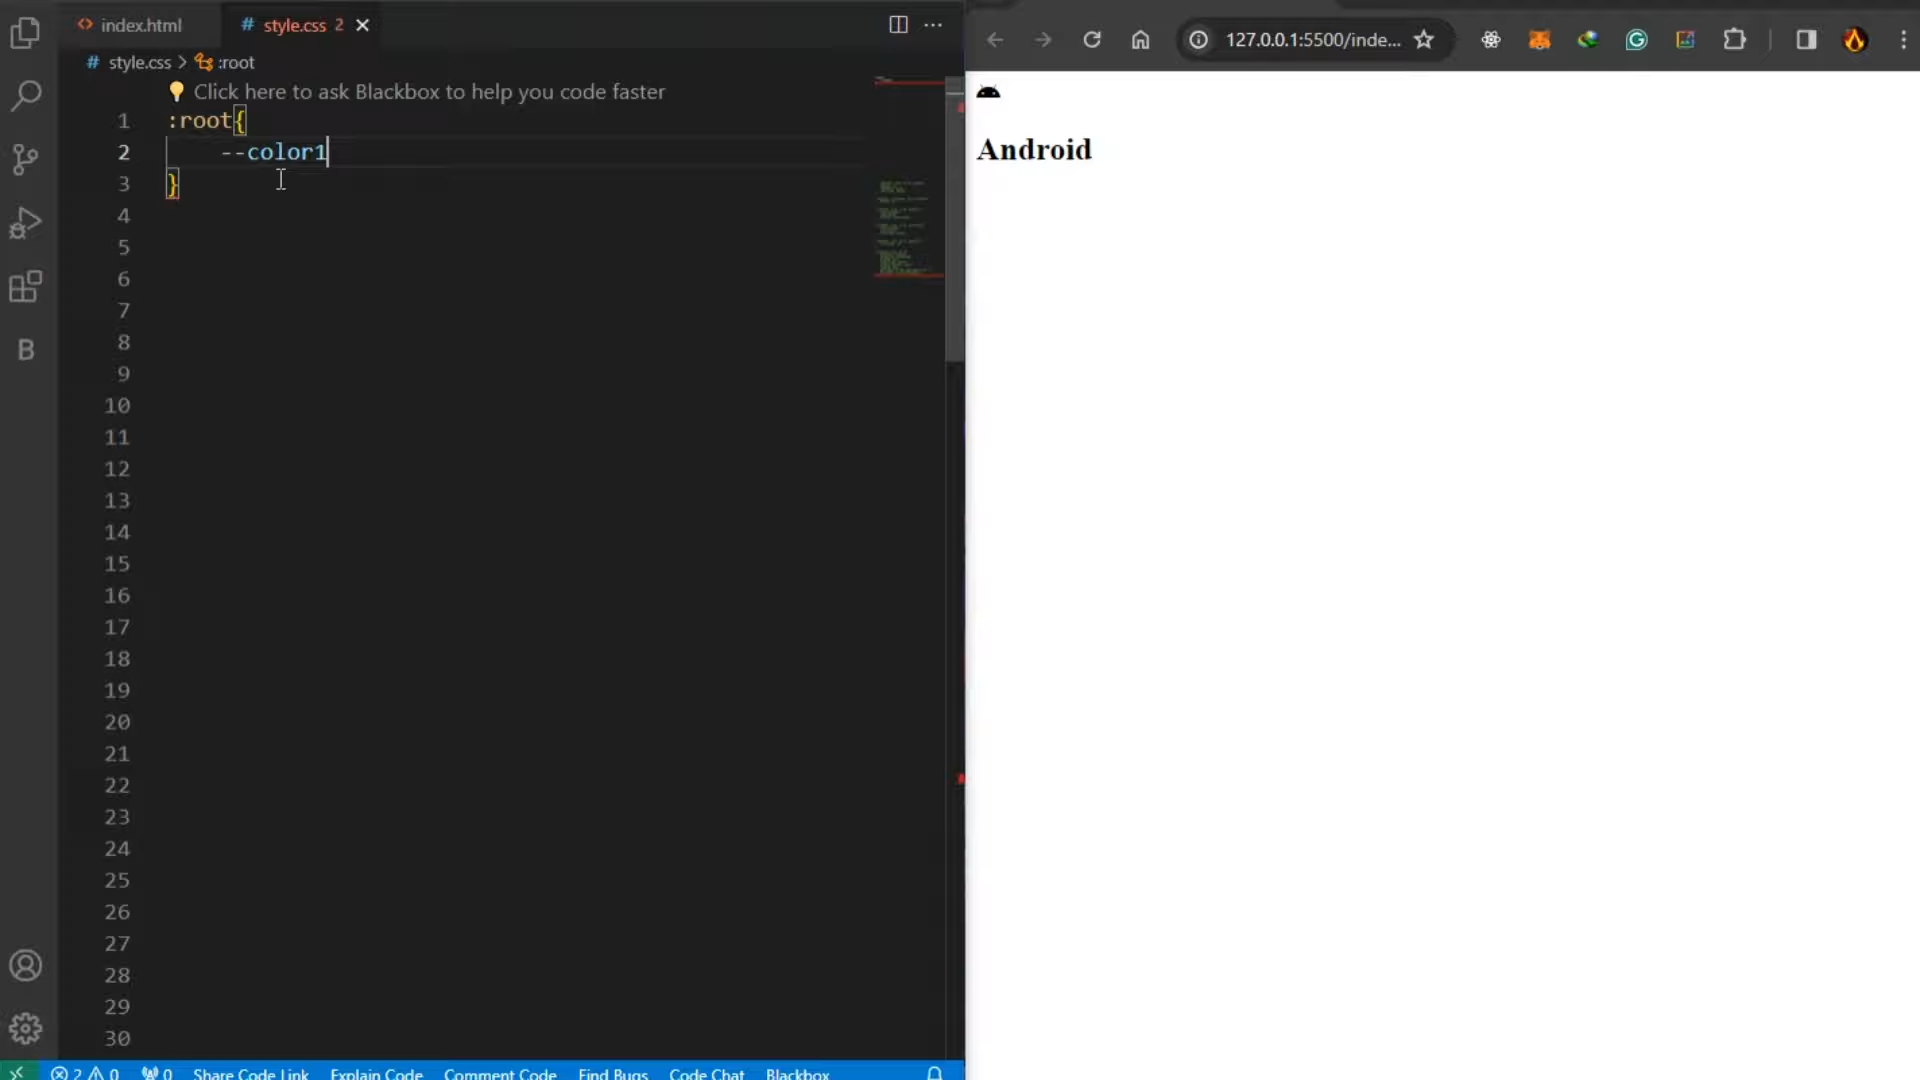 index.html
style.css 2
127.0.0.1:5500/inde...
style.css > :root
Click here to ask Blackbox to help you code faster
1 :root{
2 --color1
3 }
4
5
6
7
8
9
10
11
12
13
14
15
16
17
18
19
20
21
22
23
24
25
26
27
28
29
30
B
Android
2 0 0 Share Code Link Explain Code Comment Code Find Bugs Code Chat Blackbox